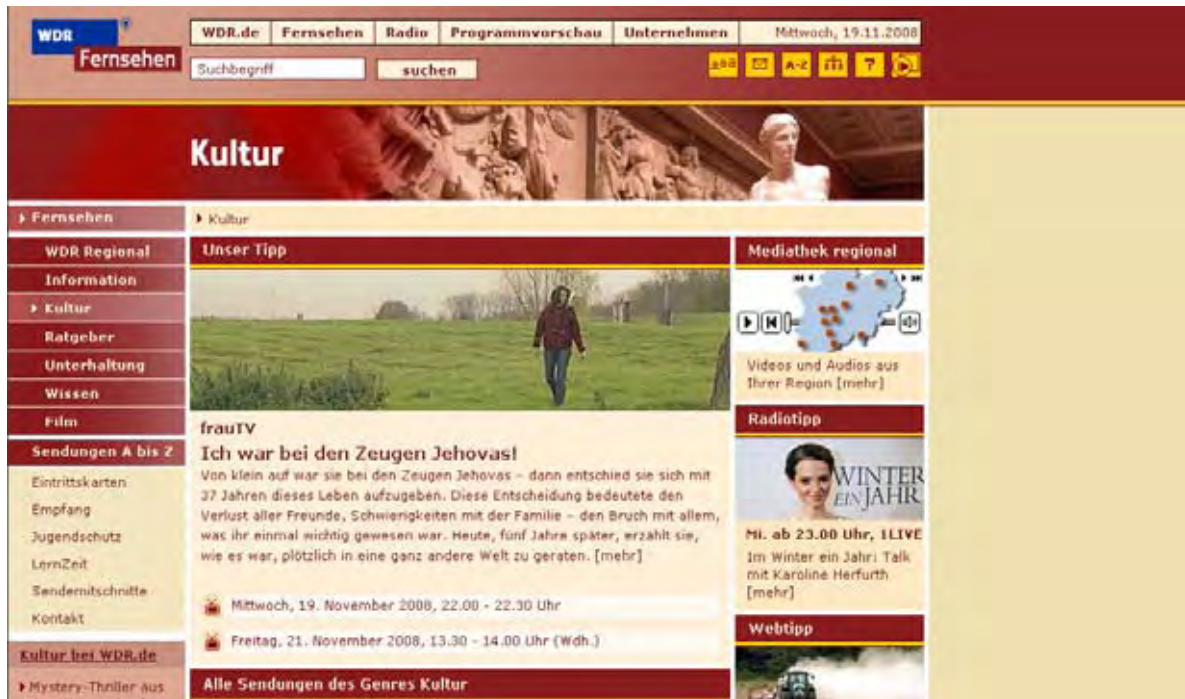 WDR
Fernsehen
WDR.de Fernsehen Radio Programmvorschau Unternehmen Mittwoch, 19.11.2008
Suchbegriff suchen
A-Z ?
Kultur
Fernsehen
Kultur
WDR Regional
Information
Kultur
Ratgeber
Unterhaltung
Wissen
Film
Sendungen A bis Z
Eintrittskarten
Empfang
Jugendschutz
LernZeit
Sendemitschnitte
Kontakt
Kultur bei WDR.de
Mystery-Thriller aus
Unser Tipp
frauTV
Ich war bei den Zeugen Jehovas!
Von klein auf war sie bei den Zeugen Jehovas – dann entschied sie sich mit
37 Jahren dieses Leben aufzugeben. Diese Entscheidung bedeutete den
Verlust aller Freunde, Schwierigkeiten mit der Familie – den Bruch mit allem,
was ihr einmal wichtig gewesen war. Heute, fünf Jahre später, erzählt sie,
wie es war, plötzlich in eine ganz andere Welt zu geraten. [mehr]
Mittwoch, 19. November 2008, 22.00 - 22.30 Uhr
Freitag, 21. November 2008, 13.30 - 14.00 Uhr (Wdh.)
Alle Sendungen des Genres Kultur
Mediathek regional
Videos und Audios aus
Ihrer Region [mehr]
Radiotipp
WINTER
EIN JAHR
Mi. ab 23.00 Uhr, 1LIVE
Im Winter ein Jahr: Talk
mit Karoline Herfurth
[mehr]
Webtipp